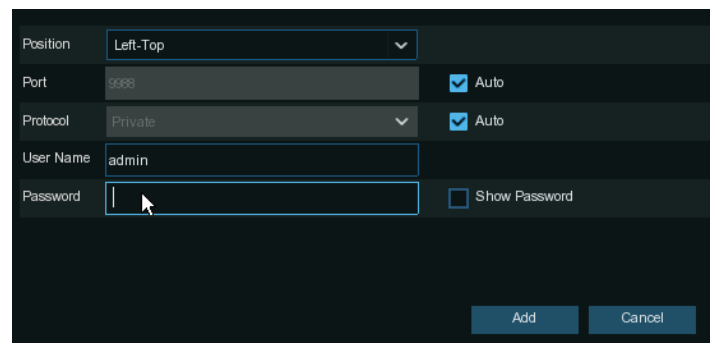 Position Left-Top
Port 9988 Auto
Protocol Private Auto
User Name admin
Password Show Password
Add Cancel